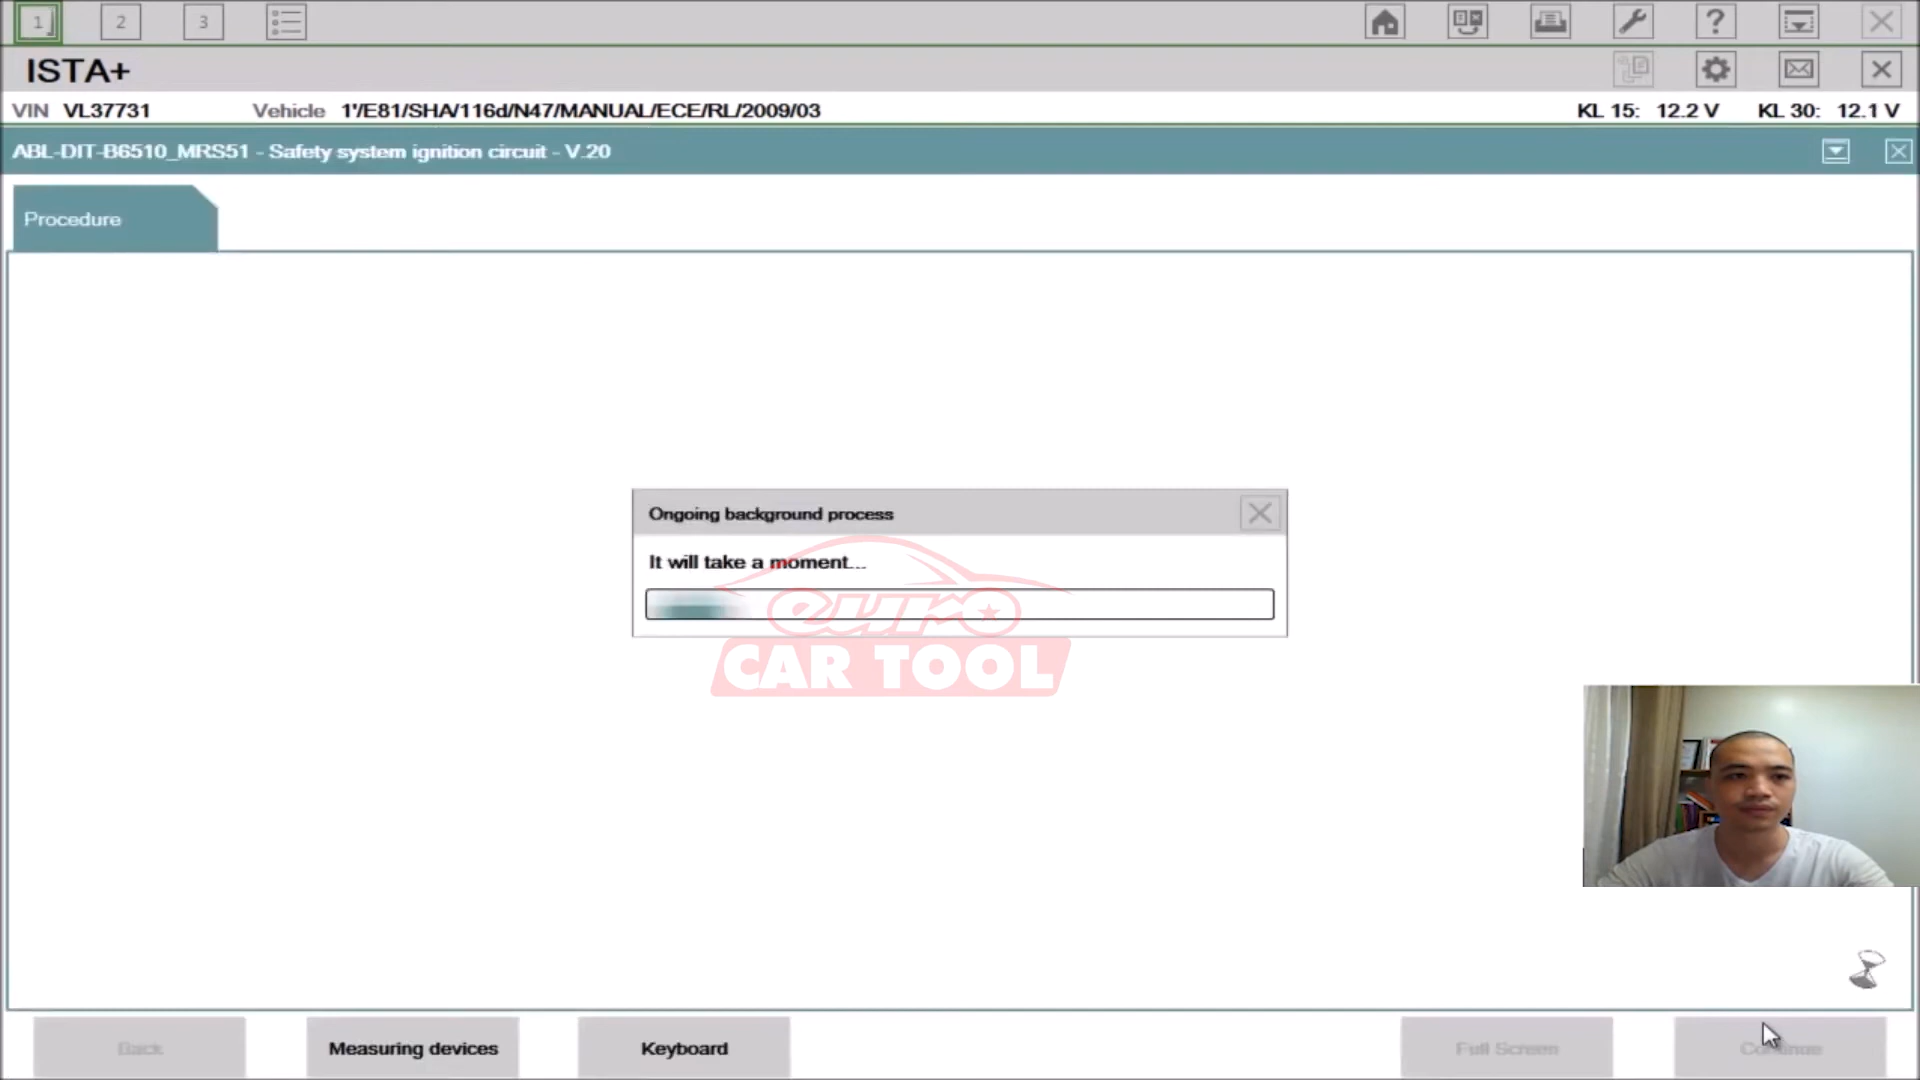 1 2 3
ISTA+
VIN VL37731 Vehicle 1'/E81/SHA/116d/N47/MANUAL/ECE/RL/2009/03 KL 15: 12.2 V KL 30: 12.1 V
ABL-DIT-B6510_MRS51 - Safety system ignition circuit - V.20
Procedure
Ongoing background process
It will take a moment...
euro
CAR TOOL
Back Measuring devices Keyboard Full Screen Continue